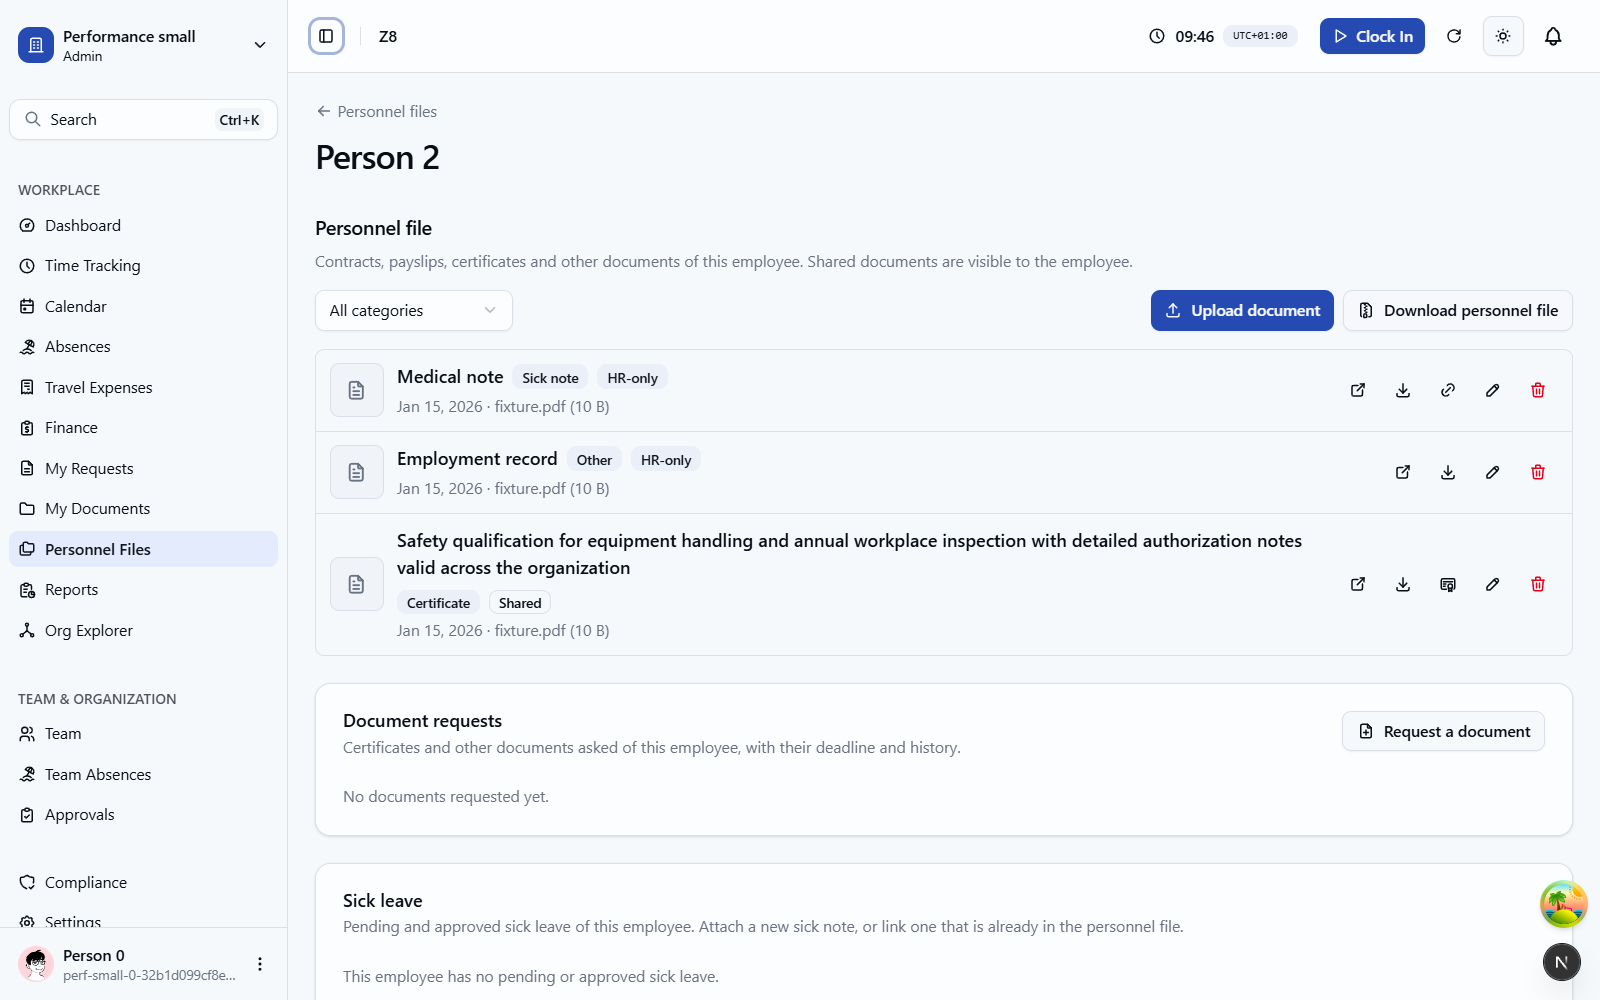 Performance small
Admin
Search
Ctrl+K
WORKPLACE
Dashboard
Time Tracking
Calendar
Absences
Travel Expenses
Finance
My Requests
My Documents
Personnel Files
Reports
Org Explorer
TEAM & ORGANIZATION
Team
Team Absences
Approvals
Compliance
Settings
Person 0
perf-small-0-32b1d099cf8e...
Z8
09:46
UTC+01:00
Clock In
Personnel files
Person 2
Personnel file
Contracts, payslips, certificates and other documents of this employee. Shared documents are visible to the employee.
All categories
Upload document
Download personnel file
Medical note
Sick note
HR-only
Jan 15, 2026 · fixture.pdf (10 B)
Employment record
Other
HR-only
Jan 15, 2026 · fixture.pdf (10 B)
Safety qualification for equipment handling and annual workplace inspection with detailed authorization notes
valid across the organization
Certificate
Shared
Jan 15, 2026 · fixture.pdf (10 B)
Document requests
Certificates and other documents asked of this employee, with their deadline and history.
Request a document
No documents requested yet.
Sick leave
Pending and approved sick leave of this employee. Attach a new sick note, or link one that is already in the personnel file.
This employee has no pending or approved sick leave.
N